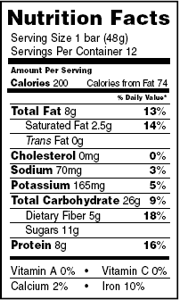 Nutrition Facts
Serving Size 1 bar (48g)
Servings Per Container 12
Amount Per Serving
Calories 200 Calories from Fat 74
% Daily Value*
Total Fat 8g 13%
Saturated Fat 2.5g 14%
Trans Fat 0g
Cholesterol 0mg 0%
Sodium 70mg 3%
Potassium 165mg 5%
Total Carbohydrate 26g 9%
Dietary Fiber 5g 18%
Sugars 11g
Protein 8g 16%
Vitamin A 0% • Vitamin C 0%
Calcium 2% • Iron 10%